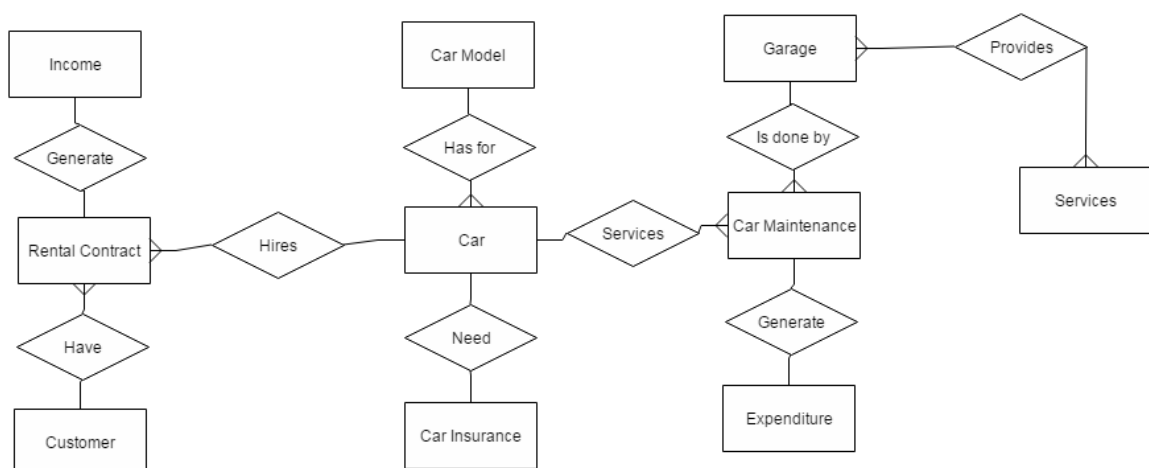 Income
Car Model
Garage
Provides
Generate
Has for
Is done by
Services
Rental Contract
Hires
Car
Services
Car Maintenance
Have
Need
Generate
Customer
Car Insurance
Expenditure